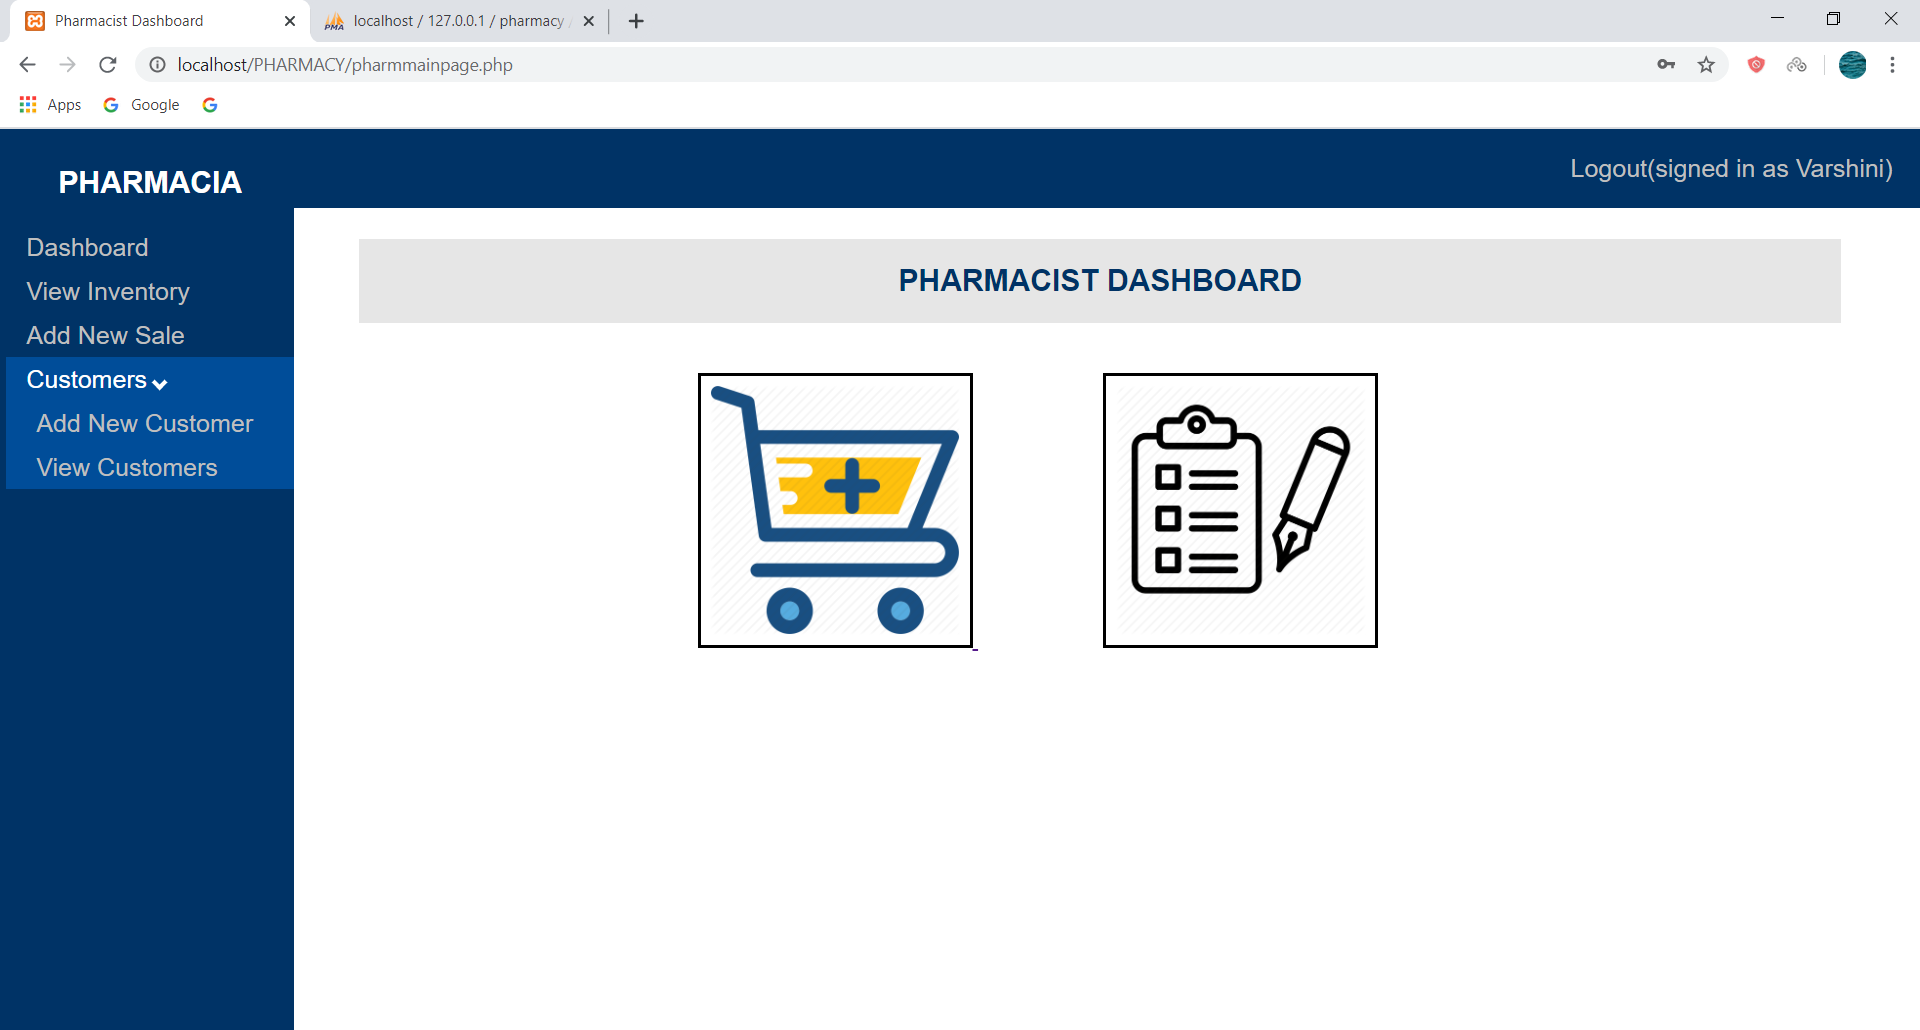 Pharmacist Dashboard
PMA
localhost / 127.0.0.1 / pharmacy /
localhost/PHARMACY/pharmmainpage.php
Apps
Google
PHARMACIA
Logout(signed in as Varshini)
Dashboard
View Inventory
Add New Sale
Customers
Add New Customer
View Customers
PHARMACIST DASHBOARD